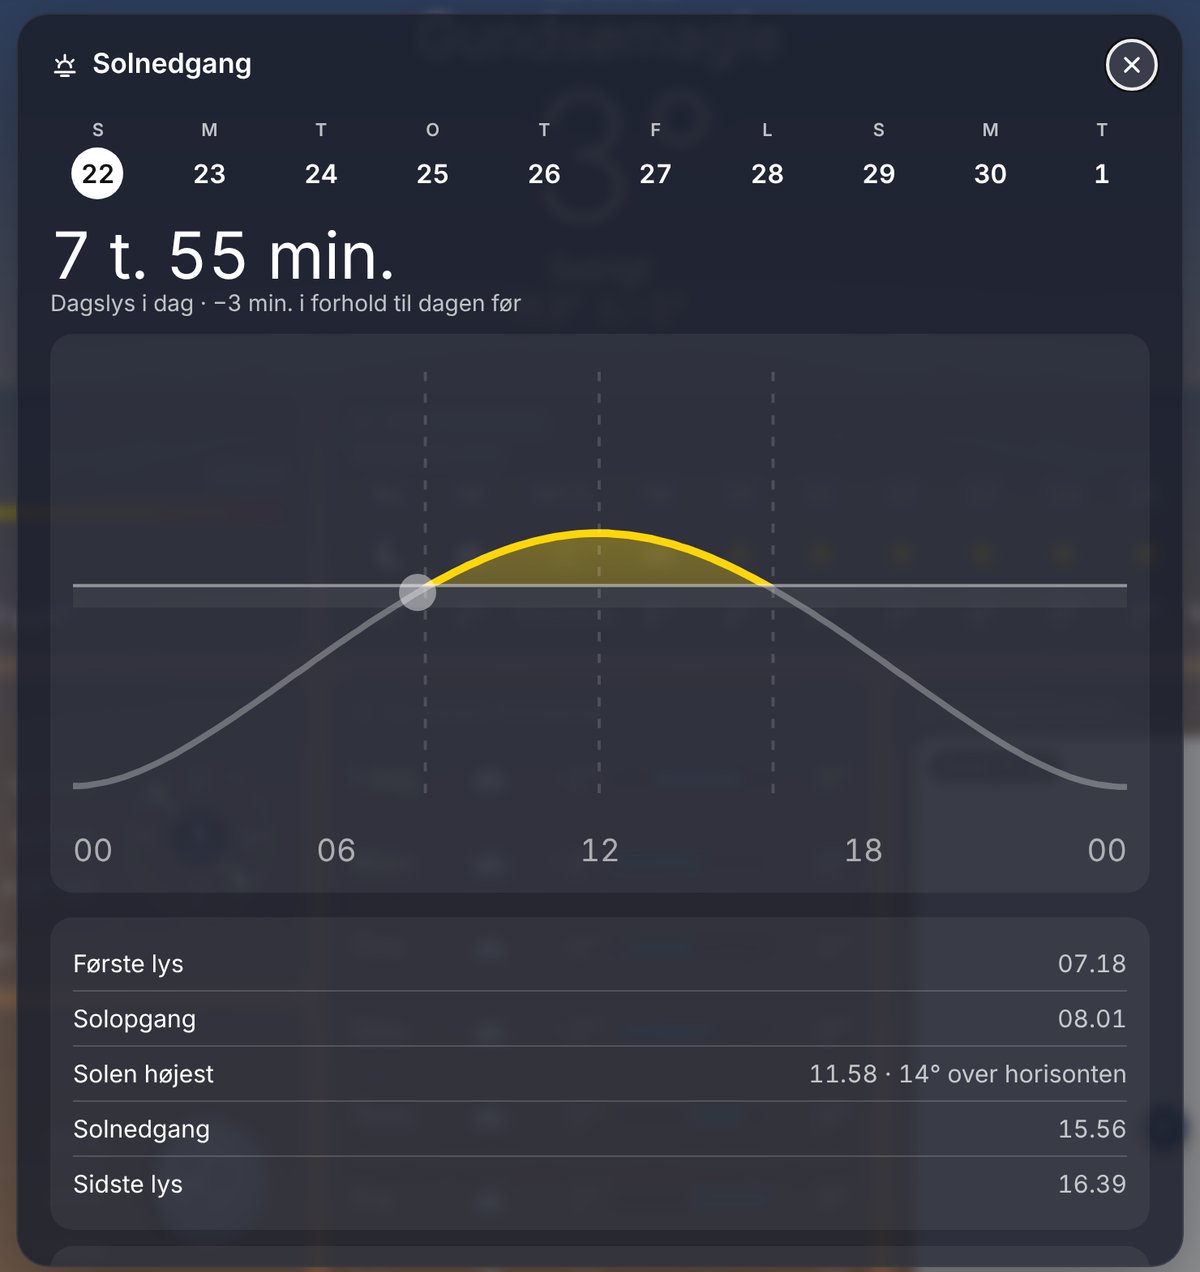 Solnedgang
S M T O T F L S M T
22 23 24 25 26 27 28 29 30 1
7 t. 55 min.
Dagslys i dag · −3 min. i forhold til dagen før
00 06 12 18 00
Første lys 07.18
Solopgang 08.01
Solen højest 11.58 · 14° over horisonten
Solnedgang 15.56
Sidste lys 16.39